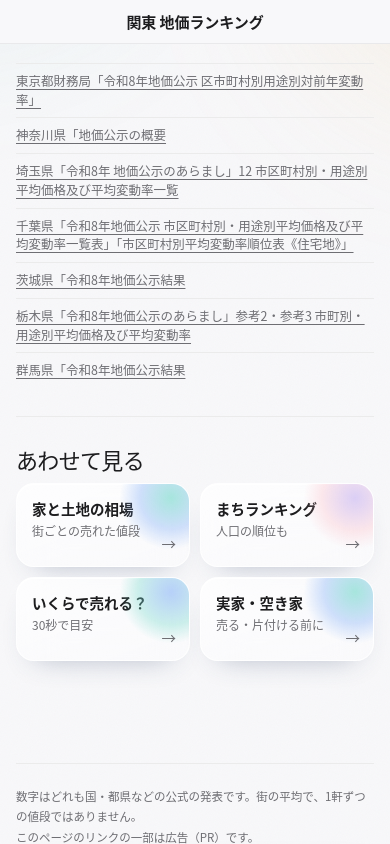 関東 地価ランキング
東京都財務局「令和8年地価公示 区市町村別用途別対前年変動
率」
神奈川県「地価公示の概要
埼玉県「令和8年 地価公示のあらまし」12 市区町村別・用途別
平均価格及び平均変動率一覧
千葉県「令和8年地価公示 市区町村別・用途別平均価格及び平
均変動率一覧表」「市区町村別平均変動率順位表《住宅地》」
茨城県「令和8年地価公示結果
栃木県「令和8年地価公示のあらまし」参考2・参考3 市町別・
用途別平均価格及び平均変動率
群馬県「令和8年地価公示結果
あわせて見る
家と土地の相場
街ごとの売れた値段
→
まちランキング
人口の順位も
→
いくらで売れる？
30秒で目安
→
実家・空き家
売る・片付ける前に
→
数字はどれも国・都県などの公式の発表です。街の平均で、1軒ずつ
の値段ではありません。
このページのリンクの一部は広告（PR）です。